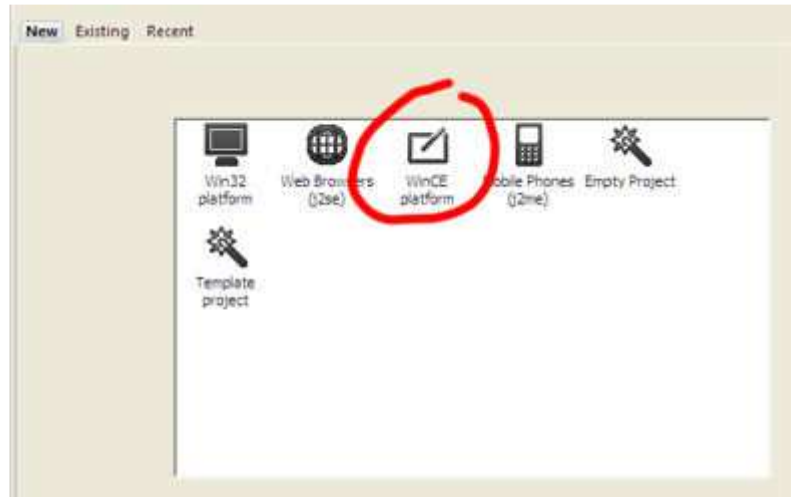 New Existing Recent
Win32 Web Browsers WinCE Mobile Phones Empty Project
platform (j2se) platform (j2me)
Template
project